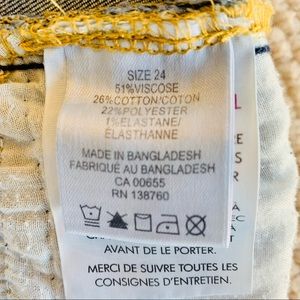 SIZE 24
51%VISCOSE
26%COTTON/COTON
22%POLYESTER
1%ELASTANE/
ÉLASTHANNE
MADE IN BANGLADESH
FABRIQUÉ AU BANGLADESH
CA 00655
RN 138760
AVANT DE LE PORTER.
MERCI DE SUIVRE TOUTES LES
CONSIGNES D'ENTRETIEN.